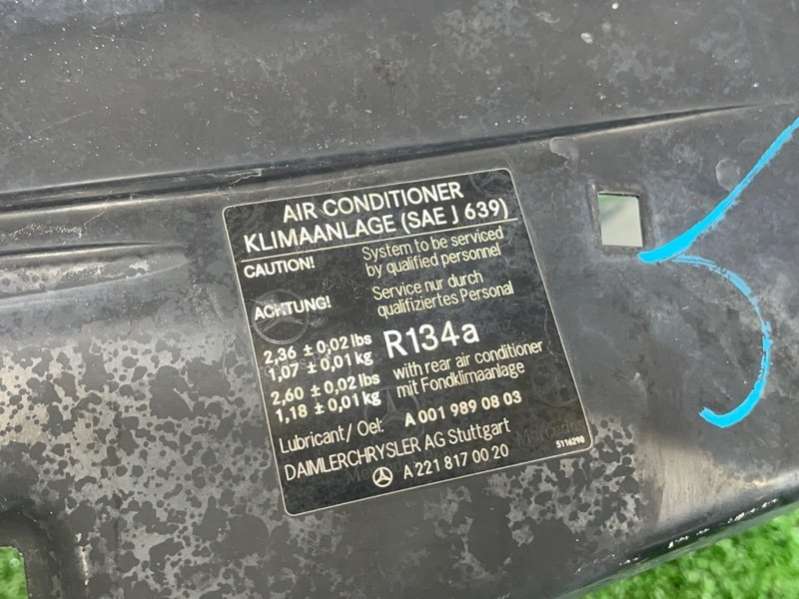 AIR CONDITIONER
KLIMAANLAGE (SAE J 639)
CAUTION! System to be serviced
by qualified personnel
ACHTUNG! Service nur durch
qualifiziertes Personal
2,36 ± 0,02 lbs R134a
1,07 ± 0,01 kg
2,60 ± 0,02 lbs with rear air conditioner
1,18 ± 0,01 kg mit Fondklimaanlage
Lubricant/ Oel: A 001 989 08 03
DAIMLERCHRYSLER AG Stuttgart
A 221 817 00 20
5116290